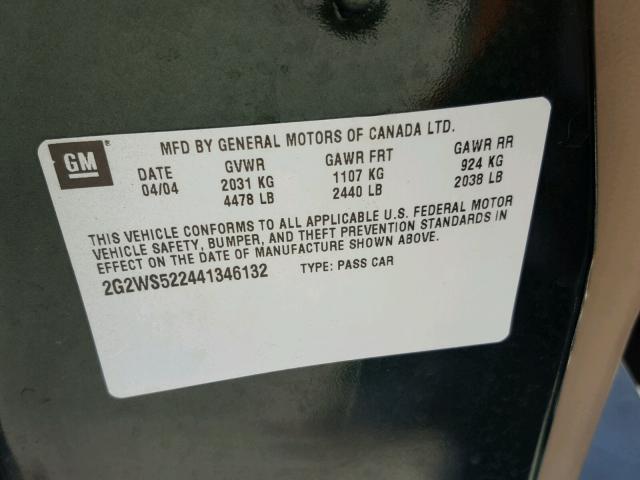 MFD BY GENERAL MOTORS OF CANADA LTD.
GM ®
DATE GVWR GAWR FRT GAWR RR
04/04 2031 KG 1107 KG 924 KG
4478 LB 2440 LB 2038 LB
THIS VEHICLE CONFORMS TO ALL APPLICABLE U.S. FEDERAL MOTOR
VEHICLE SAFETY, BUMPER, AND THEFT PREVENTION STANDARDS IN
EFFECT ON THE DATE OF MANUFACTURE SHOWN ABOVE.
2G2WS522441346132 TYPE: PASS CAR